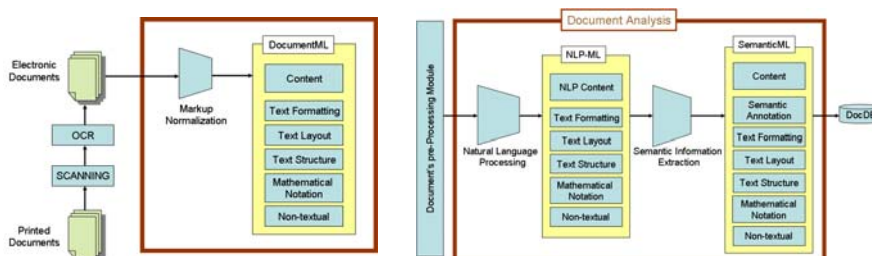 Electronic
Documents
OCR
SCANNING
Printed
Documents
Markup
Normalization
DocumentML
Content
Text Formatting
Text Layout
Text Structure
Mathematical
Notation
Non-textual
Document Analysis
Document's pre-Processing Module
Natural Language
Processing
NLP-ML
NLP Content
Text Formatting
Text Layout
Text Structure
Mathematical
Notation
Non-textual
Semantic Information
Extraction
SemanticML
Content
Semantic
Annotation
Text Formatting
Text Layout
Text Structure
Mathematical
Notation
Non-textual
DocDB